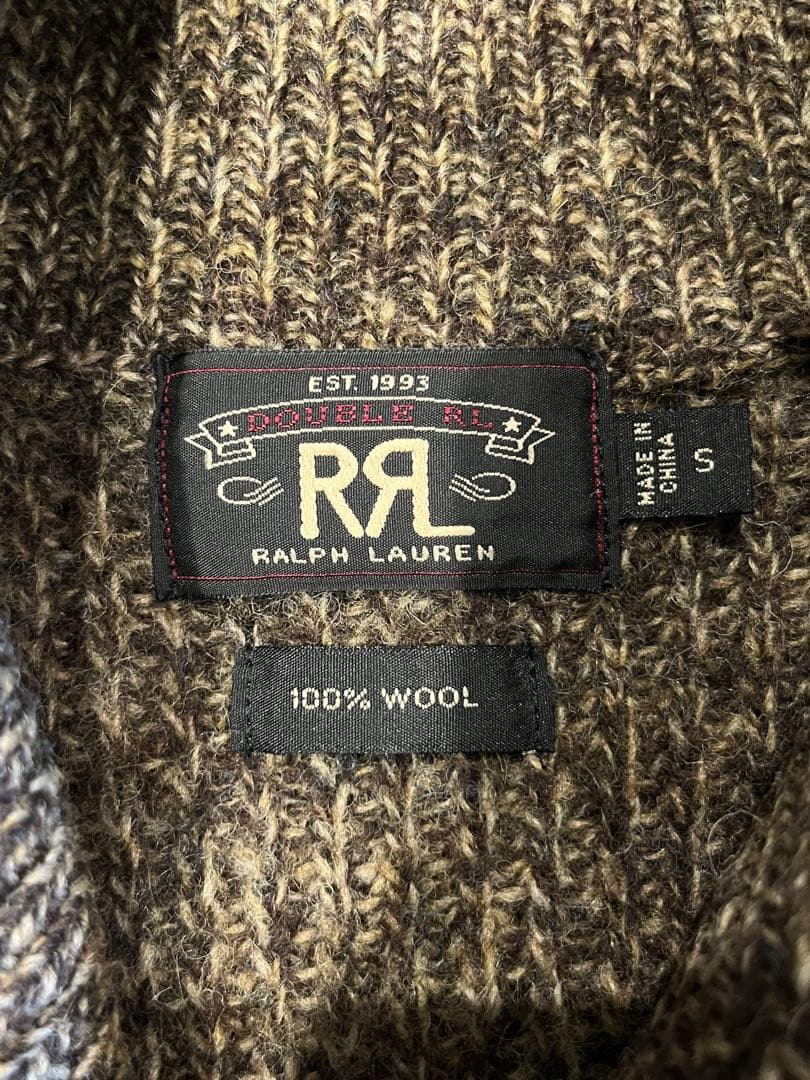 EST. 1993
DOUBLE RL
RRL
RALPH LAUREN
MADE IN
CHINA
S
100% WOOL